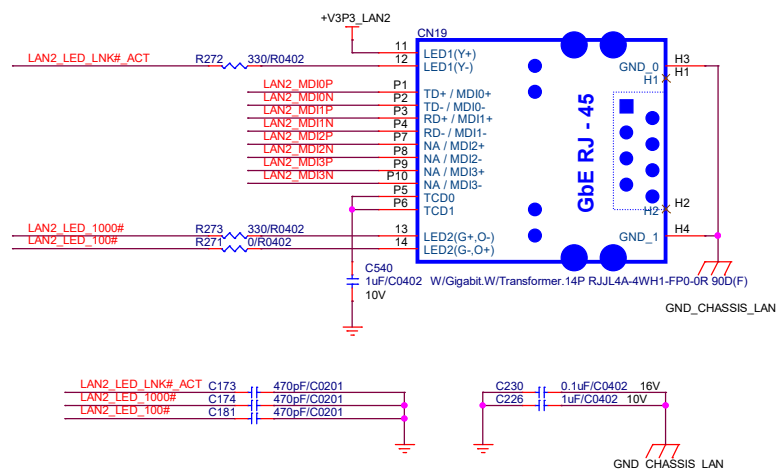 +V3P3_LAN2
CN19
LAN2_LED_LNK#_ACT R272 330/R0402 11 LED1(Y+)
12 LED1(Y-)
GND_0 H3
H1 H1
LAN2_MDI0P P1 TD+ / MDI0+
LAN2_MDI0N P2 TD- / MDI0-
LAN2_MDI1P P3 RD+ / MDI1+
LAN2_MDI1N P4 RD- / MDI1-
LAN2_MDI2P P7 NA / MDI2+
LAN2_MDI2N P8 NA / MDI2-
LAN2_MDI3P P9 NA / MDI3+
LAN2_MDI3N P10 NA / MDI3-
P5 TCD0
P6 TCD1
GbE RJ - 45
H2 H2
LAN2_LED_1000# R273 330/R0402 13 LED2(G+,O-)
LAN2_LED_100# R271 0/R0402 14 LED2(G-,O+)
GND_1 H4
C540
1uF/C0402
10V
W/Gigabit.W/Transformer.14P RJJL4A-4WH1-FP0-0R 90D(F)
GND_CHASSIS_LAN
LAN2_LED_LNK#_ACT C173 470pF/C0201
LAN2_LED_1000# C174 470pF/C0201
LAN2_LED_100# C181 470pF/C0201
C230 0.1uF/C0402 16V
C226 1uF/C0402 10V
GND_CHASSIS_LAN